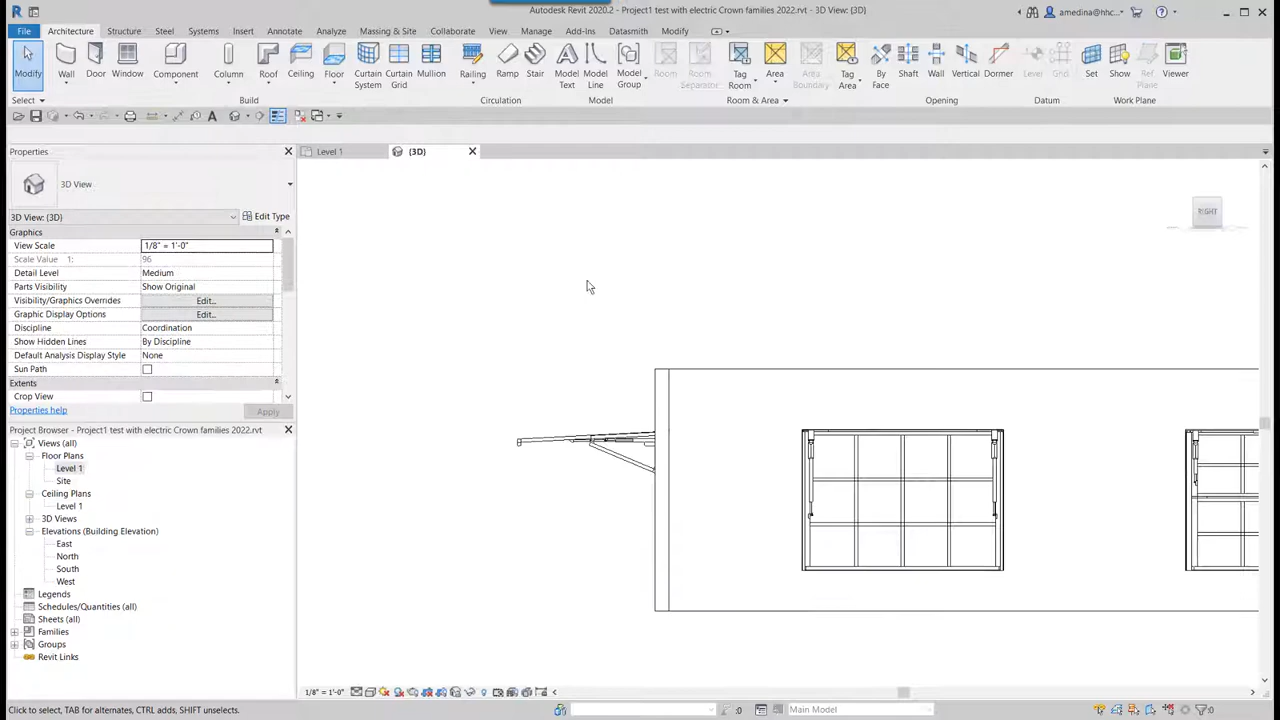 Autodesk Revit 2020.2 - Project1 test with electric Crown families 2022.rvt - 3D View: {3D}
amedina@hhc...
File Architecture Structure Steel Systems Insert Annotate Analyze Massing & Site Collaborate View Manage Add-Ins Datasmith Modify
Modify Wall Door Window Component Column Roof Ceiling Floor Curtain System Curtain Grid Mullion Railing Ramp Stair Model Text Model Line Model Group Room Room Separator Tag Room Area Area Boundary Tag Area By Face Shaft Wall Vertical Dormer Level Grid Set Show Ref Plane Viewer
Select Build Circulation Model Room & Area Opening Datum Work Plane
Properties
Level 1
{3D}
3D View
RIGHT
3D View: {3D} Edit Type
Graphics
View Scale 1/8" = 1'-0"
Scale Value 1: 96
Detail Level Medium
Parts Visibility Show Original
Visibility/Graphics Overrides Edit...
Graphic Display Options Edit...
Discipline Coordination
Show Hidden Lines By Discipline
Default Analysis Display Style None
Sun Path
Extents
Crop View
Properties help Apply
Project Browser - Project1 test with electric Crown families 2022.rvt
Views (all)
Floor Plans
Level 1
Site
Ceiling Plans
Level 1
3D Views
Elevations (Building Elevation)
East
North
South
West
Legends
Schedules/Quantities (all)
Sheets (all)
Families
Groups
Revit Links
1/8" = 1'-0"
Click to select, TAB for alternates, CTRL adds, SHIFT unselects.
:0
Main Model
:0